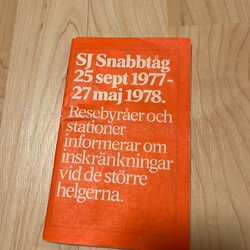 SJ Snabbtåg
25 sept 1977-
27 maj 1978.
Resebyråer och
stationer
informerar om
inskränkningar
vid de större
helgerna.